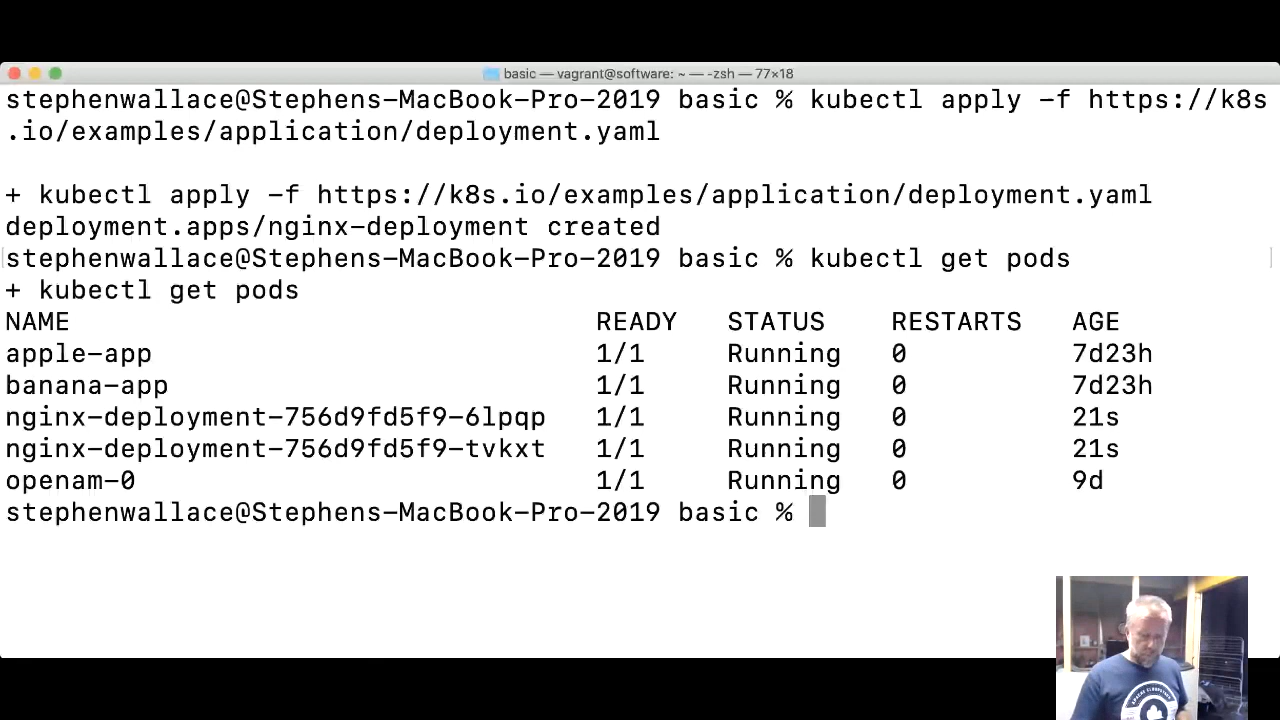 basic — vagrant@software: ~ — -zsh — 77×18
stephenwallace@Stephens-MacBook-Pro-2019 basic % kubectl apply -f https://k8s
.io/examples/application/deployment.yaml
+ kubectl apply -f https://k8s.io/examples/application/deployment.yaml
deployment.apps/nginx-deployment created
stephenwallace@Stephens-MacBook-Pro-2019 basic % kubectl get pods
+ kubectl get pods
NAME READY STATUS RESTARTS AGE
apple-app 1/1 Running 0 7d23h
banana-app 1/1 Running 0 7d23h
nginx-deployment-756d9fd5f9-6lpqp 1/1 Running 0 21s
nginx-deployment-756d9fd5f9-tvkxt 1/1 Running 0 21s
openam-0 1/1 Running 0 9d
stephenwallace@Stephens-MacBook-Pro-2019 basic %